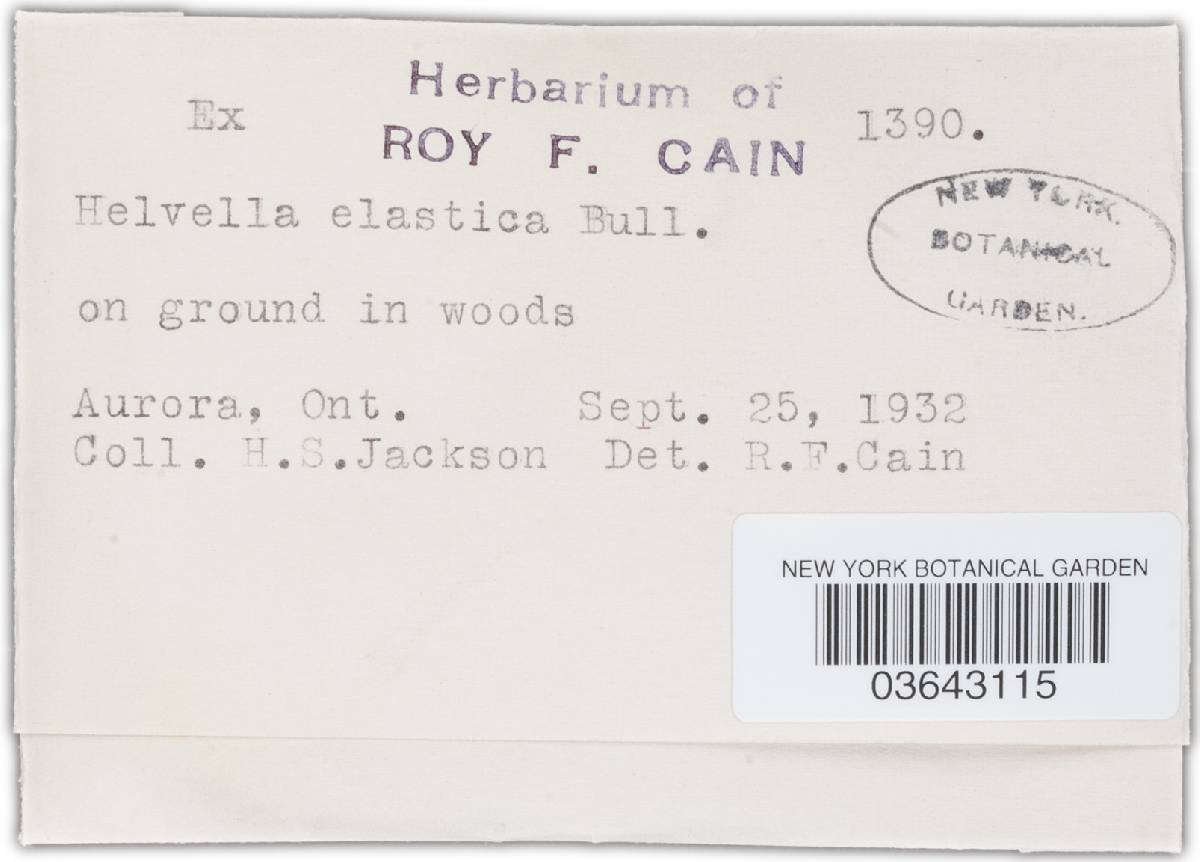 Herbarium of
Ex ROY F. CAIN 1390.
Helvella elastica Bull.
NEW YORK.
BOTANICAL
GARDEN.
on ground in woods
Aurora, Ont. Sept. 25, 1932
Coll. H.S.Jackson Det. R.F.Cain
NEW YORK BOTANICAL GARDEN
03643115